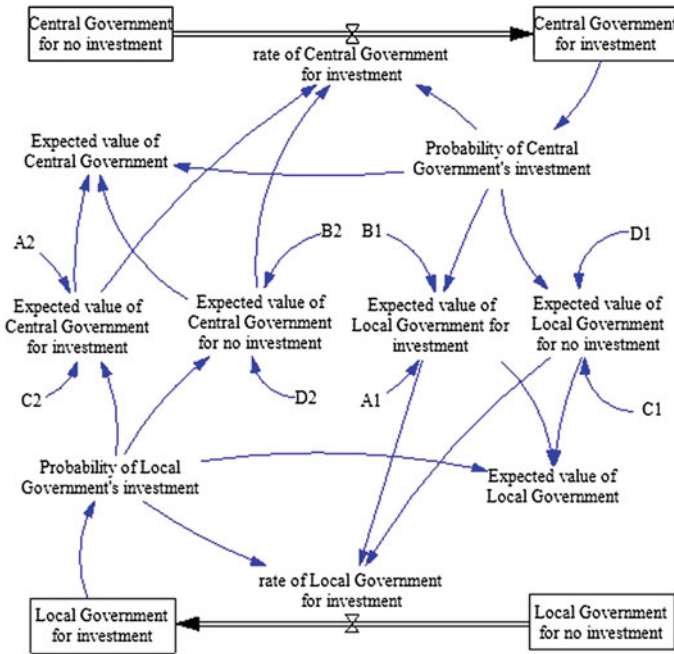 Central Government
for no investment
Central Government
for investment
rate of Central Government
for investment
Expected value of
Central Government
Probability of Central
Government's investment
A2
B2
B1
D1
Expected value of
Central Government
for investment
Expected value of
Central Government
for no investment
Expected value of
Local Government for
investment
Expected value of
Local Government
for no investment
C2
D2
A1
C1
Probability of Local
Government's investment
Expected value of
Local Government
rate of Local Government
for investment
Local Government
for investment
Local Government
for no investment